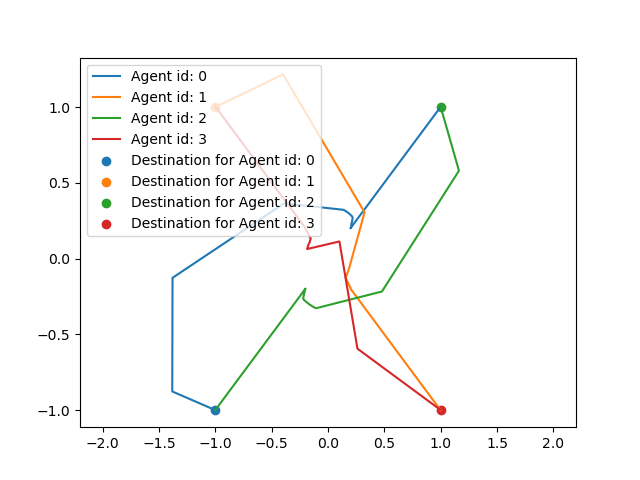 Agent id: 0
Agent id: 1
Agent id: 2
Agent id: 3
Destination for Agent id: 0
Destination for Agent id: 1
Destination for Agent id: 2
Destination for Agent id: 3
1.0
0.5
0.0
−0.5
−1.0
−2.0 −1.5 −1.0 −0.5 0.0 0.5 1.0 1.5 2.0